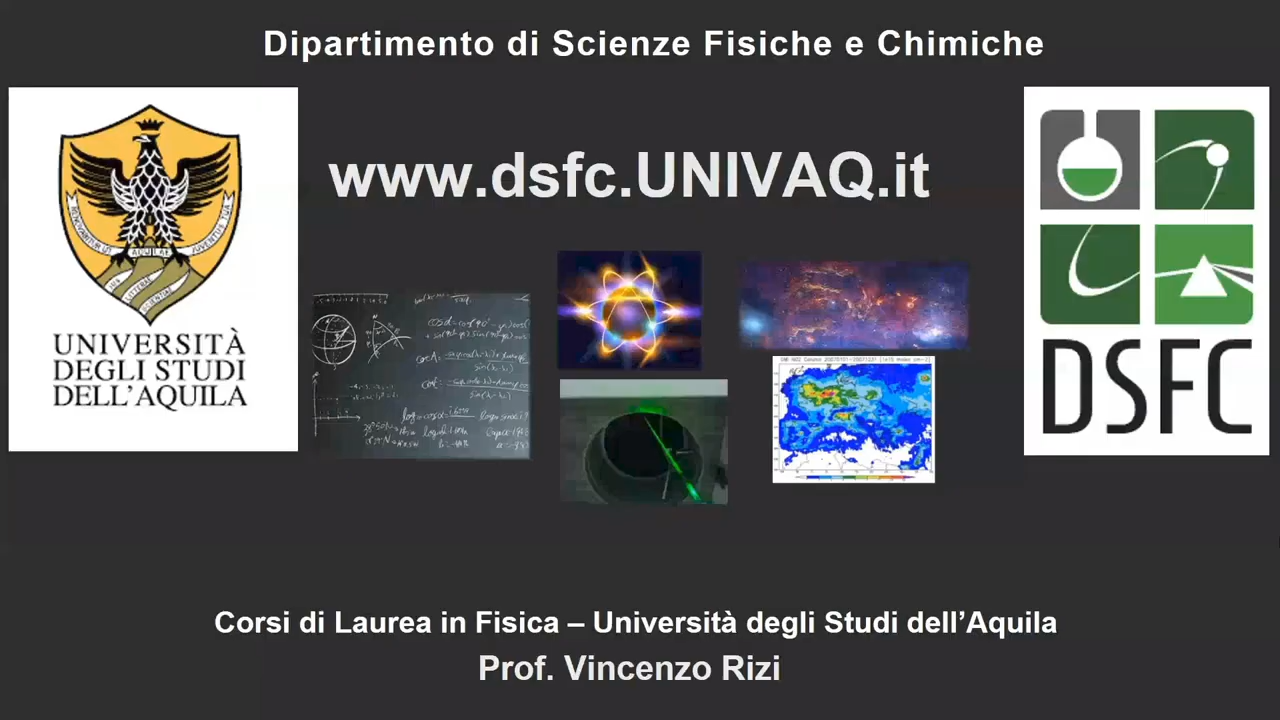 Dipartimento di Scienze Fisiche e Chimiche
www.dsfc.UNIVAQ.it
UNIVERSITÀ
DEGLI STUDI
DELL'AQUILA
DSFC
Corsi di Laurea in Fisica – Università degli Studi dell'Aquila
Prof. Vincenzo Rizi